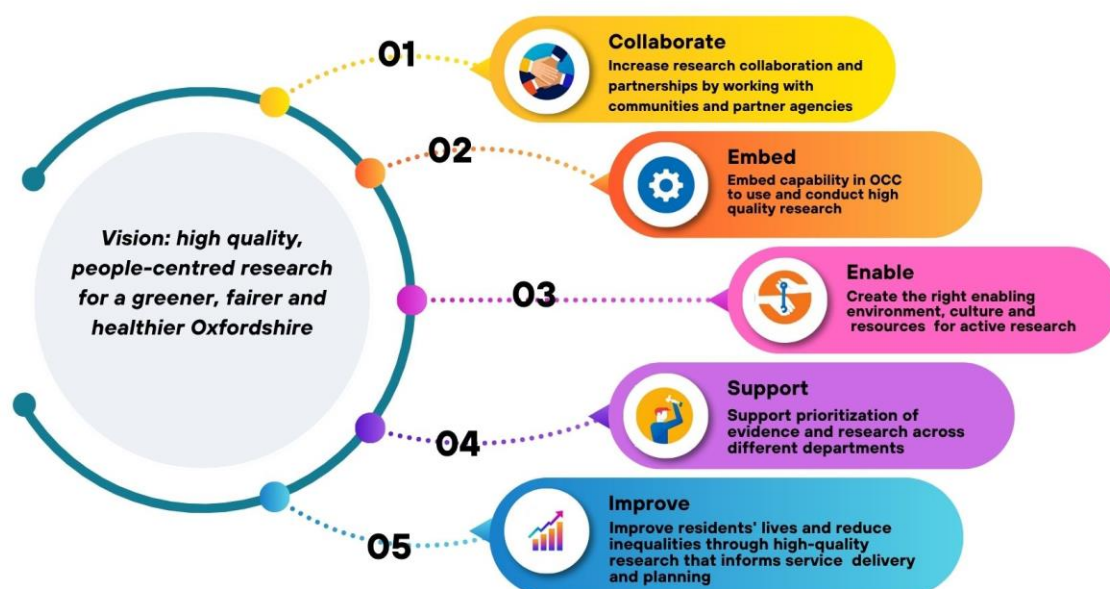 Vision: high quality,
people-centred research
for a greener, fairer and
healthier Oxfordshire
01
Collaborate
Increase research collaboration and
partnerships by working with
communities and partner agencies
02
Embed
Embed capability in OCC
to use and conduct high
quality research
03
Enable
Create the right enabling
environment, culture and
resources for active research
04
Support
Support prioritization of
evidence and research across
different departments
05
Improve
Improve residents' lives and reduce
inequalities through high-quality
research that informs service delivery
and planning